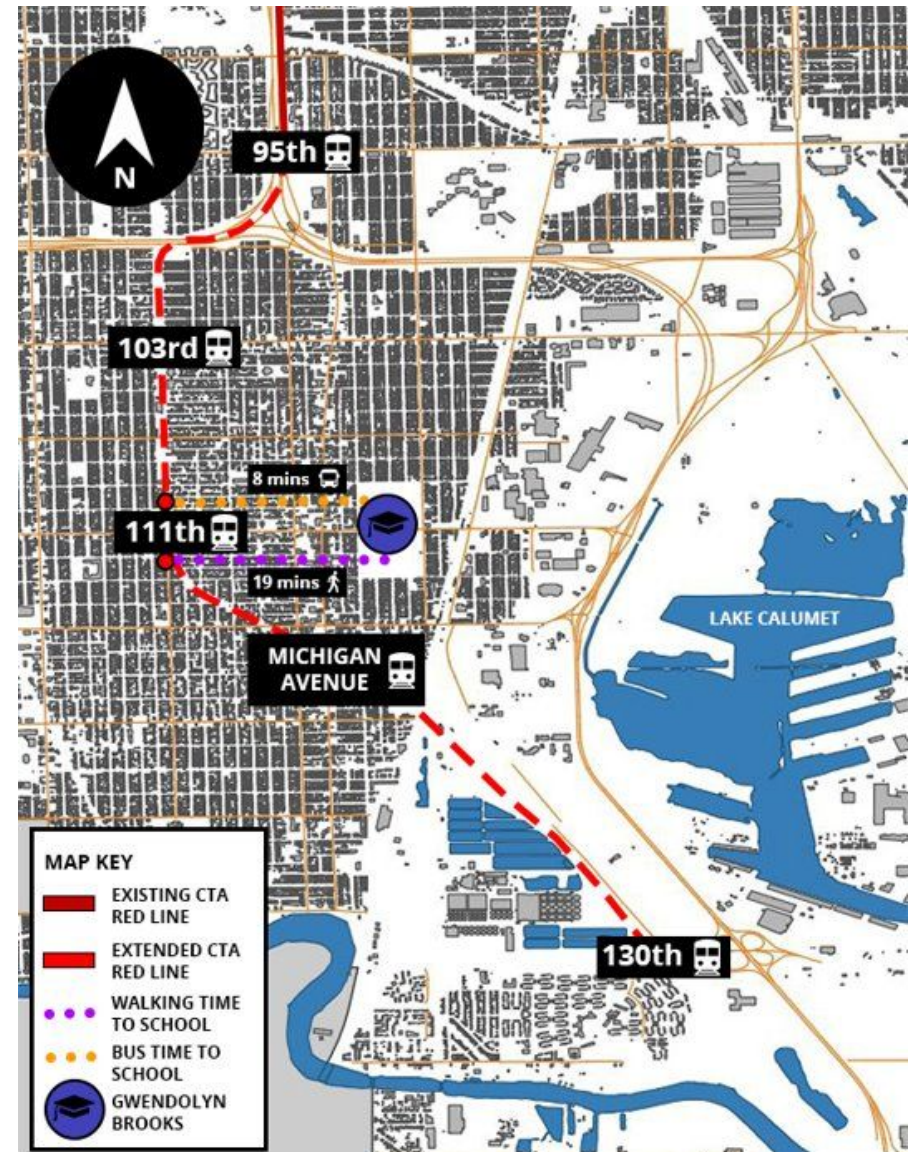 N
95th
103rd
8 mins
111th
19 mins
MICHIGAN
AVENUE
LAKE CALUMET
130th
MAP KEY
EXISTING CTA
RED LINE
EXTENDED CTA
RED LINE
WALKING TIME
TO SCHOOL
BUS TIME TO
SCHOOL
GWENDOLYN
BROOKS